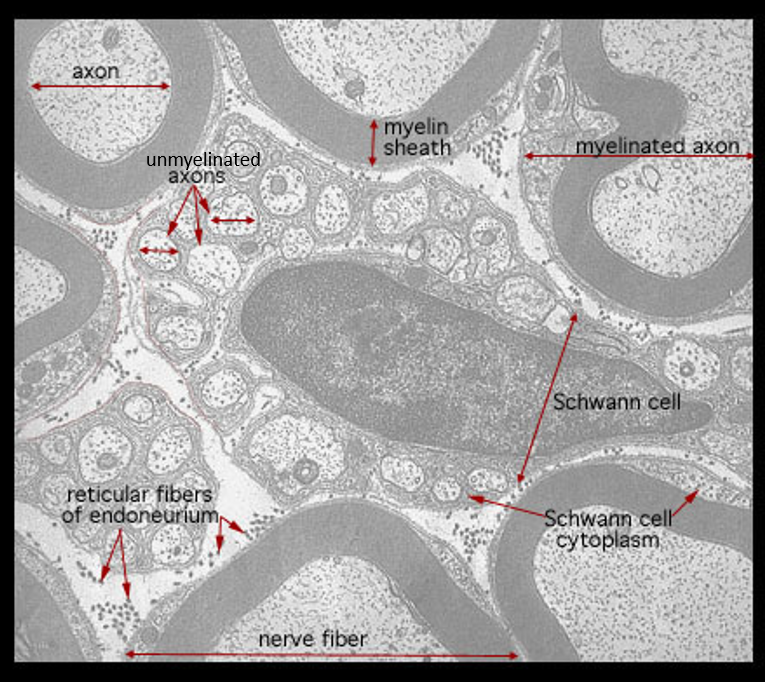 axon
myelin
sheath
myelinated axon
unmyelinated
axons
Schwann cell
reticular fibers
of endoneurium
Schwann cell
cytoplasm
nerve fiber